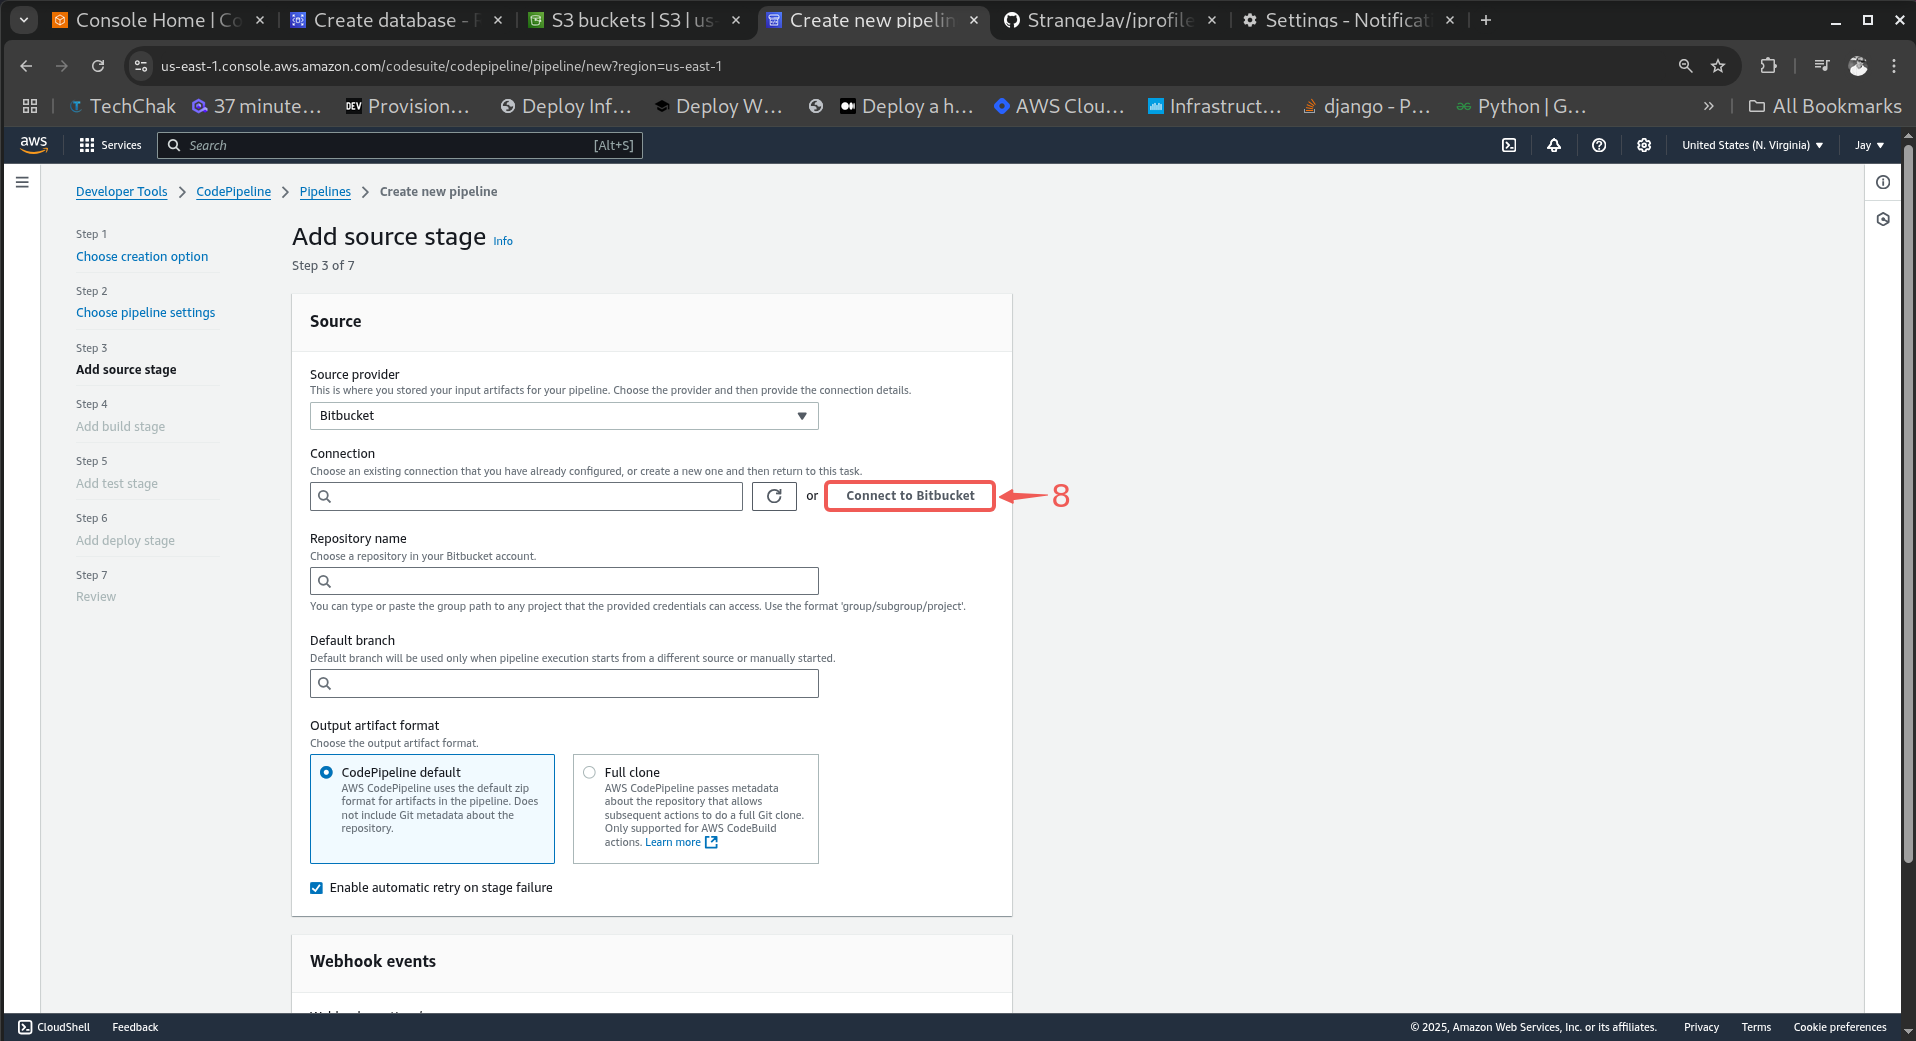 Console Home | Co
Create database - R
S3 buckets | S3 | us-
Create new pipelin
StrangeJay/jprofile
Settings - Notificat
us-east-1.console.aws.amazon.com/codesuite/codepipeline/pipeline/new?region=us-east-1
TechChak
37 minute...
DEV Provision...
Deploy Inf...
Deploy W...
Deploy a h...
AWS Clou...
Infrastruct...
django - P...
Python | G...
» All Bookmarks
aws
Services
Search [Alt+S]
United States (N. Virginia)
Jay
Developer Tools
CodePipeline
Pipelines
Create new pipeline
Step 1
Choose creation option
Step 2
Choose pipeline settings
Step 3
Add source stage
Step 4
Add build stage
Step 5
Add test stage
Step 6
Add deploy stage
Step 7
Review
Add source stage Info
Step 3 of 7
Source
Source provider
This is where you stored your input artifacts for your pipeline. Choose the provider and then provide the connection details.
Bitbucket
Connection
Choose an existing connection that you have already configured, or create a new one and then return to this task.
or Connect to Bitbucket 8
Repository name
Choose a repository in your Bitbucket account.
You can type or paste the group path to any project that the provided credentials can access. Use the format 'group/subgroup/project'.
Default branch
Default branch will be used only when pipeline execution starts from a different source or manually started.
Output artifact format
Choose the output artifact format.
CodePipeline default
AWS CodePipeline uses the default zip
format for artifacts in the pipeline. Does
not include Git metadata about the
repository.
Full clone
AWS CodePipeline passes metadata
about the repository that allows
subsequent actions to do a full Git clone.
Only supported for AWS CodeBuild
actions. Learn more
Enable automatic retry on stage failure
Webhook events
CloudShell
Feedback
© 2025, Amazon Web Services, Inc. or its affiliates.
Privacy
Terms
Cookie preferences